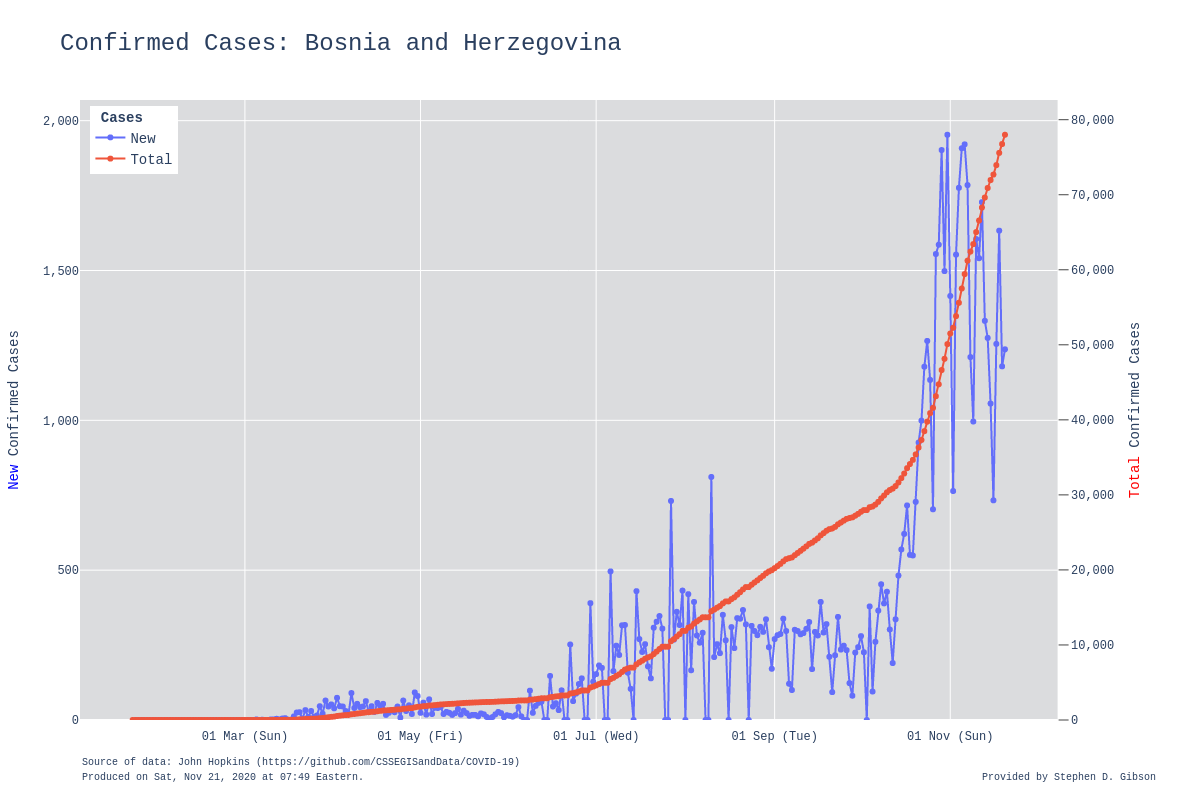 Confirmed Cases: Bosnia and Herzegovina
Cases
New
Total
2,000
1,500
1,000
500
0
80,000
70,000
60,000
50,000
40,000
30,000
20,000
10,000
0
New Confirmed Cases
Total Confirmed Cases
01 Mar (Sun)
01 May (Fri)
01 Jul (Wed)
01 Sep (Tue)
01 Nov (Sun)
Source of data: John Hopkins (https://github.com/CSSEGISandData/COVID-19)
Produced on Sat, Nov 21, 2020 at 07:49 Eastern.
Provided by Stephen D. Gibson